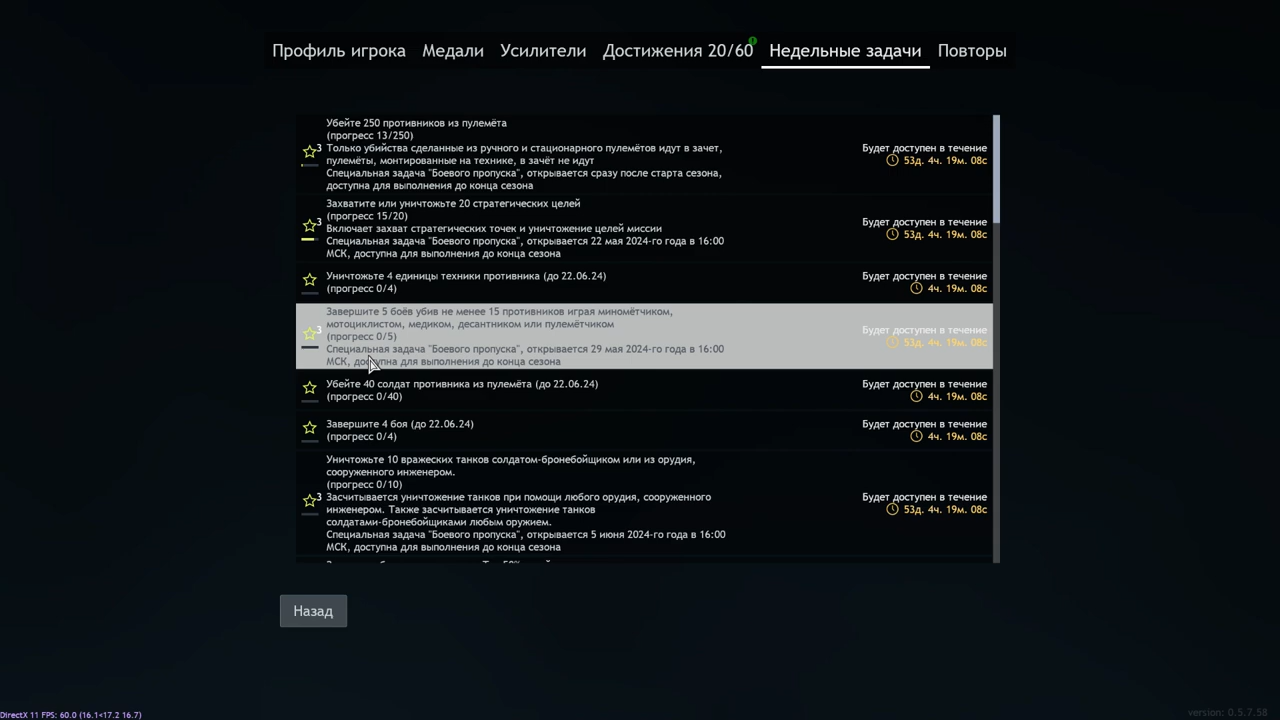 Профиль игрока Медали Усилители Достижения 20/60 ! Недельные задачи Повторы
Убейте 250 противников из пулемёта
(прогресс 13/250)
3 Только убийства сделанные из ручного и стационарного пулемётов идут в зачет,
пулемёты, монтированные на технике, в зачёт не идут
Специальная задача "Боевого пропуска", открывается сразу после старта сезона,
доступна для выполнения до конца сезона
Будет доступен в течение
53д. 4ч. 19м. 08с
Захватите или уничтожьте 20 стратегических целей
(прогресс 15/20)
3 Включает захват стратегических точек и уничтожение целей миссии
Специальная задача "Боевого пропуска", открывается 22 мая 2024-го года в 16:00
МСК, доступна для выполнения до конца сезона
Будет доступен в течение
53д. 4ч. 19м. 08с
Уничтожьте 4 единицы техники противника (до 22.06.24)
(прогресс 0/4)
Будет доступен в течение
4ч. 19м. 08с
Завершите 5 боёв убив не менее 15 противников играя миномётчиком,
мотоциклистом, медиком, десантником или пулемётчиком
3 (прогресс 0/5)
Специальная задача "Боевого пропуска", открывается 29 мая 2024-го года в 16:00
МСК, доступна для выполнения до конца сезона
Будет доступен в течение
53д. 4ч. 19м. 08с
Убейте 40 солдат противника из пулемёта (до 22.06.24)
(прогресс 0/40)
Будет доступен в течение
4ч. 19м. 08с
Завершите 4 боя (до 22.06.24)
(прогресс 0/4)
Будет доступен в течение
4ч. 19м. 08с
Уничтожьте 10 вражеских танков солдатом-бронебойщиком или из орудия,
сооруженного инженером.
(прогресс 0/10)
3 Засчитывается уничтожение танков при помощи любого орудия, сооруженного
инженером. Также засчитывается уничтожение танков
солдатами-бронебойщиками любым оружием.
Специальная задача "Боевого пропуска", открывается 5 июня 2024-го года в 16:00
МСК, доступна для выполнения до конца сезона
Будет доступен в течение
53д. 4ч. 19м. 08с
Назад
DirectX 11 FPS: 60.0 (16.1<17.2 16.7)
version: 0.5.7.58